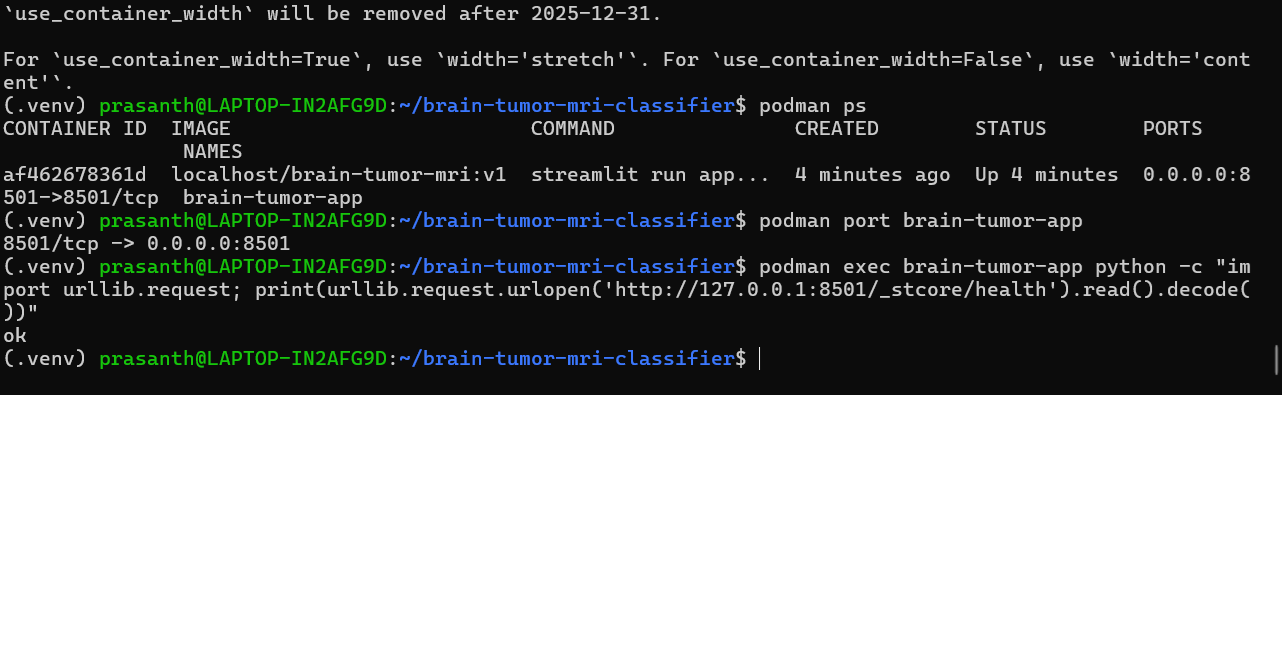 `use_container_width` will be removed after 2025-12-31.
For `use_container_width=True`, use `width='stretch'`. For `use_container_width=False`, use `width='cont
ent'`.
(.venv) prasanth@LAPTOP-IN2AFG9D:~/brain-tumor-mri-classifier$ podman ps
CONTAINER ID  IMAGE                         COMMAND               CREATED        STATUS        PORTS
               NAMES
af462678361d  localhost/brain-tumor-mri:v1  streamlit run app...  4 minutes ago  Up 4 minutes  0.0.0.0:8
501->8501/tcp  brain-tumor-app
(.venv) prasanth@LAPTOP-IN2AFG9D:~/brain-tumor-mri-classifier$ podman port brain-tumor-app
8501/tcp -> 0.0.0.0:8501
(.venv) prasanth@LAPTOP-IN2AFG9D:~/brain-tumor-mri-classifier$ podman exec brain-tumor-app python -c "im
port urllib.request; print(urllib.request.urlopen('http://127.0.0.1:8501/_stcore/health').read().decode(
))"
ok
(.venv) prasanth@LAPTOP-IN2AFG9D:~/brain-tumor-mri-classifier$